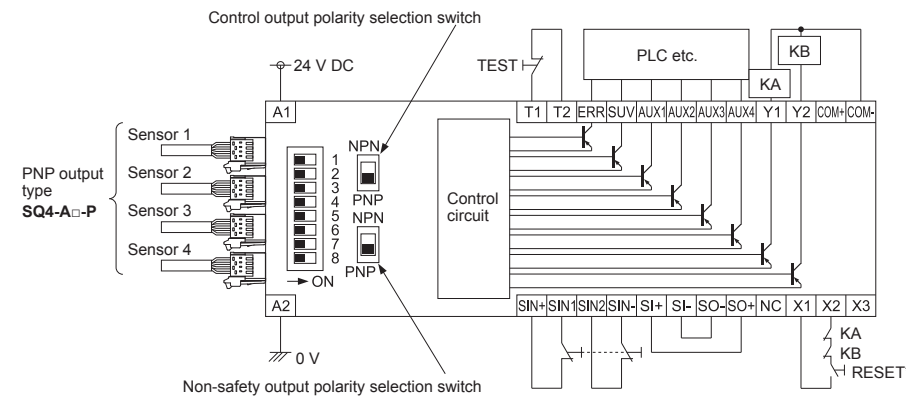 Control output polarity selection switch
24 V DC
TEST
PLC etc.
KA
KB
A1
T1 T2 ERR SUV AUX1 AUX2 AUX3 AUX4 Y1 Y2 COM+ COM-
Sensor 1
Sensor 2
Sensor 3
Sensor 4
PNP output
type
SQ4-A□-P
1
2
3
4
5
6
7
8
→ ON
NPN
PNP
NPN
PNP
Control
circuit
A2
SIN+ SIN1 SIN2 SIN- SI+ SI- SO- SO+ NC X1 X2 X3
0 V
KA
KB
RESET
Non-safety output polarity selection switch